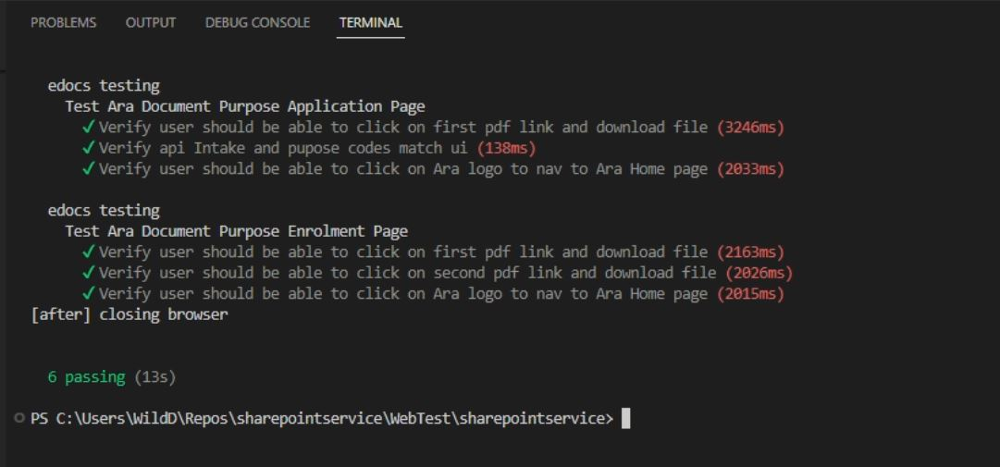 PROBLEMS OUTPUT DEBUG CONSOLE TERMINAL
edocs testing
Test Ara Document Purpose Application Page
✓ Verify user should be able to click on first pdf link and download file (3246ms)
✓ Verify api Intake and pupose codes match ui (138ms)
✓ Verify user should be able to click on Ara logo to nav to Ara Home page (2033ms)
edocs testing
Test Ara Document Purpose Enrolment Page
✓ Verify user should be able to click on first pdf link and download file (2163ms)
✓ Verify user should be able to click on second pdf link and download file (2026ms)
✓ Verify user should be able to click on Ara logo to nav to Ara Home page (2015ms)
[after] closing browser
6 passing (13s)
PS C:\Users\WildD\Repos\sharepointservice\WebTest\sharepointservice>